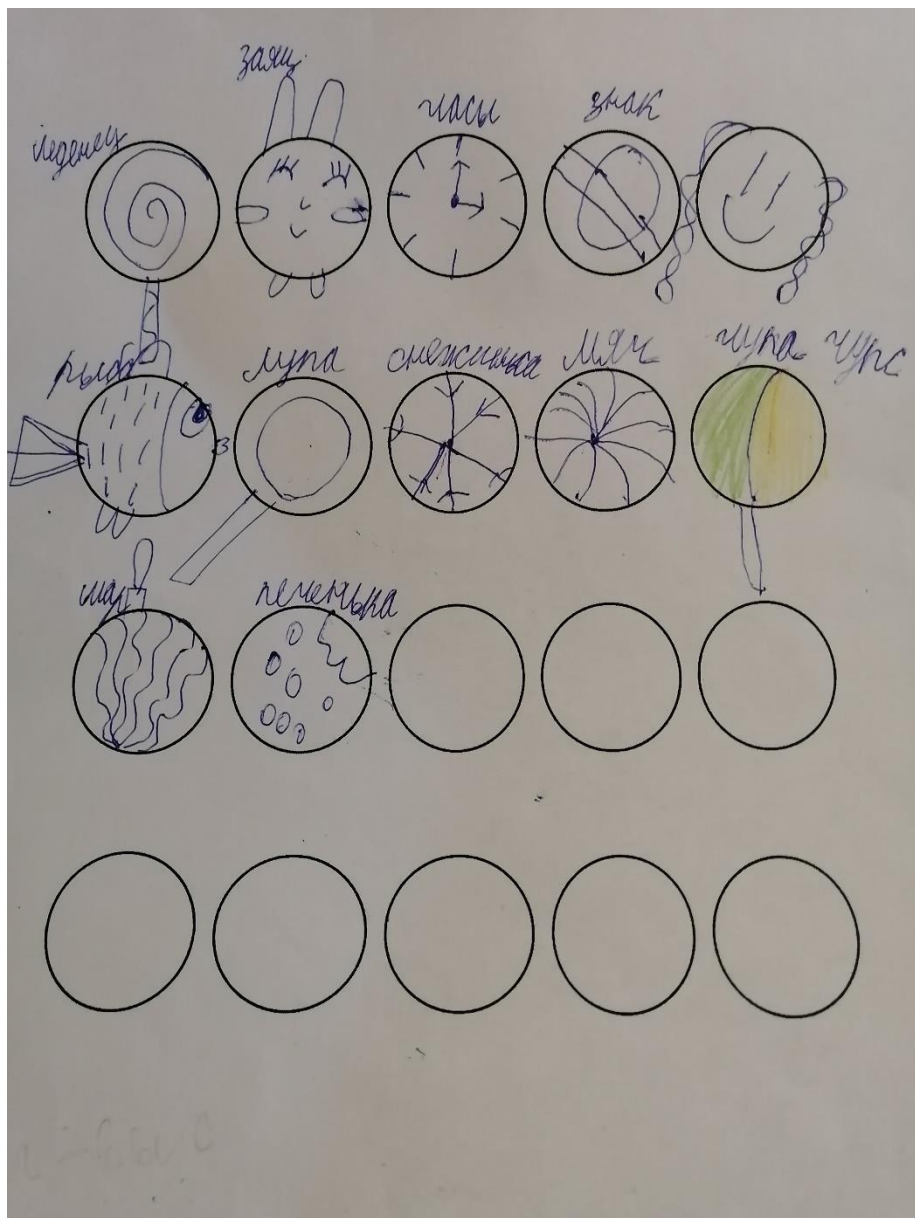 заяц
леденец
часы
знак
рыба
лупа
снежинка
мяч
чупа чупс
шар
печенька